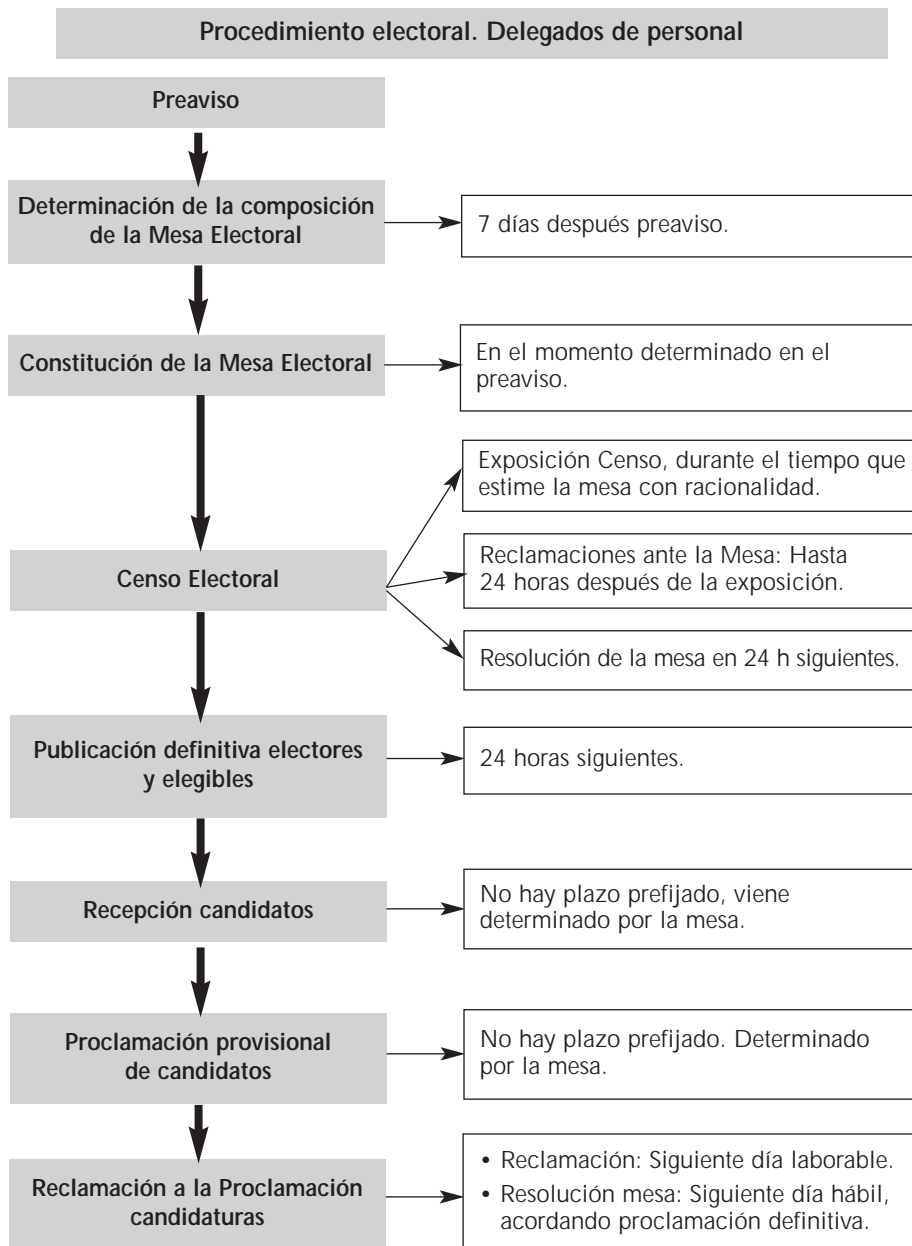 Procedimiento electoral. Delegados de personal
Preaviso
Determinación de la composición
de la Mesa Electoral
7 días después preaviso.
Constitución de la Mesa Electoral
En el momento determinado en el
preaviso.
Censo Electoral
Exposición Censo, durante el tiempo que
estime la mesa con racionalidad.
Reclamaciones ante la Mesa: Hasta
24 horas después de la exposición.
Resolución de la mesa en 24 h siguientes.
Publicación definitiva electores
y elegibles
24 horas siguientes.
Recepción candidatos
No hay plazo prefijado, viene
determinado por la mesa.
Proclamación provisional
de candidatos
No hay plazo prefijado. Determinado
por la mesa.
Reclamación a la Proclamación
candidaturas
• Reclamación: Siguiente día laborable.
• Resolución mesa: Siguiente día hábil,
acordando proclamación definitiva.